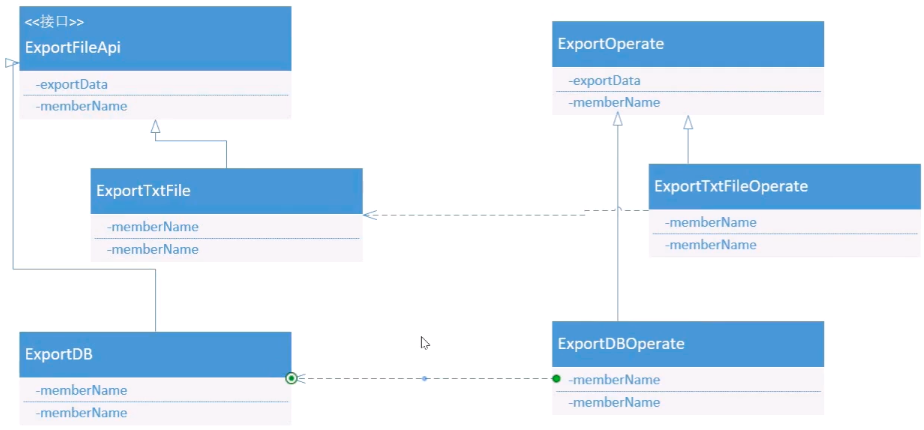 <<接口>>
ExportFileApi
-exportData
-memberName
ExportOperate
-exportData
-memberName
ExportTxtFile
-memberName
-memberName
ExportTxtFileOperate
-memberName
-memberName
ExportDB
-memberName
-memberName
ExportDBOperate
-memberName
-memberName